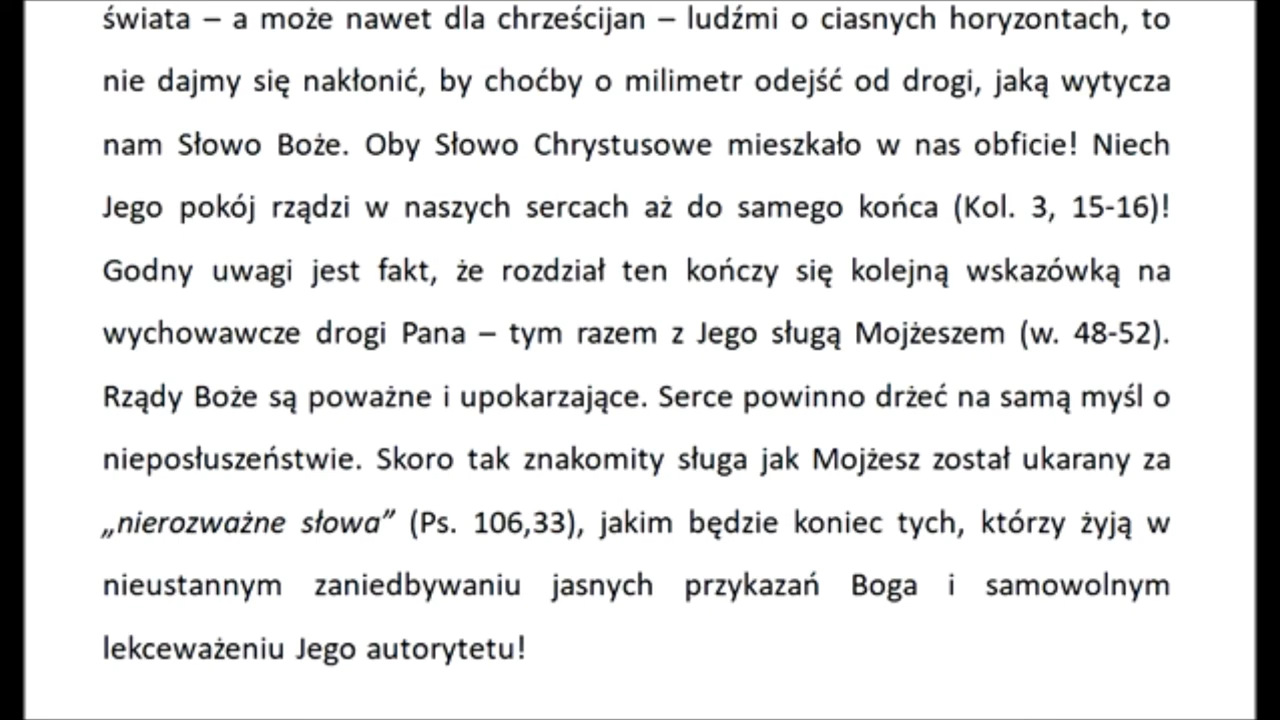 świata – a może nawet dla chrześcijan – ludźmi o ciasnych horyzontach, to
nie dajmy się nakłonić, by choćby o milimetr odejść od drogi, jaką wytycza
nam Słowo Boże. Oby Słowo Chrystusowe mieszkało w nas obficie! Niech
Jego pokój rządzi w naszych sercach aż do samego końca (Kol. 3, 15-16)!
Godny uwagi jest fakt, że rozdział ten kończy się kolejną wskazówką na
wychowawcze drogi Pana – tym razem z Jego sługą Mojżeszem (w. 48-52).
Rządy Boże są poważne i upokarzające. Serce powinno drżeć na samą myśl o
nieposłuszeństwie. Skoro tak znakomity sługa jak Mojżesz został ukarany za
„nierozważne słowa” (Ps. 106,33), jakim będzie koniec tych, którzy żyją w
nieustannym zaniedbywaniu jasnych przykazań Boga i samowolnym
lekceważeniu Jego autorytetu!